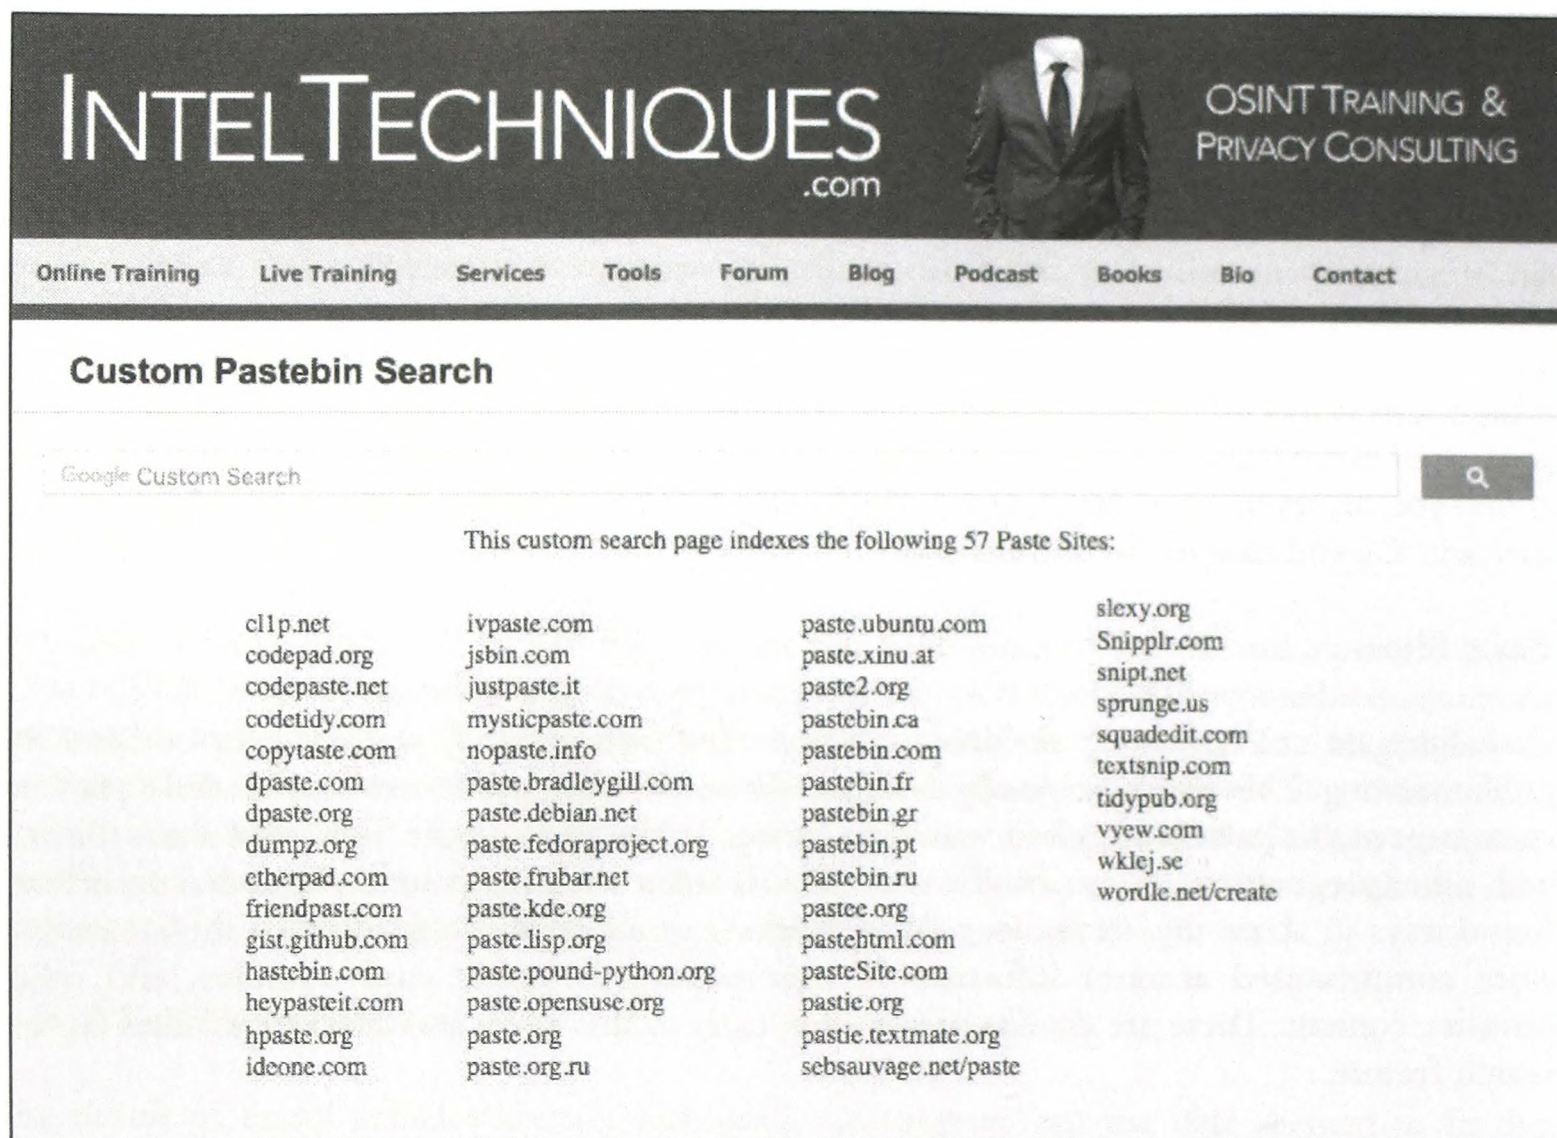 INTELTECHNIQUES
.com
OSINT TRAINING &
PRIVACY CONSULTING
Online Training Live Training Services Tools Forum Blog Podcast Books Bio Contact
Custom Pastebin Search
Google Custom Search
This custom search page indexes the following 57 Paste Sites:
cl1p.net
codepad.org
codepaste.net
codetidy.com
copytaste.com
dpaste.com
dpaste.org
dumpz.org
etherpad.com
friendpast.com
gist.github.com
hastebin.com
heypasteit.com
hpaste.org
ideone.com
ivpaste.com
jsbin.com
justpaste.it
mysticpaste.com
nopaste.info
paste.bradleygill.com
paste.debian.net
paste.fedoraproject.org
paste.frubar.net
paste.kde.org
paste.lisp.org
paste.pound-python.org
paste.opensuse.org
paste.org
paste.org.ru
paste.ubuntu.com
paste.xinu.at
paste2.org
pastebin.ca
pastebin.com
pastebin.fr
pastebin.gr
pastebin.pt
pastebin.ru
pastee.org
pastehtml.com
pasteSite.com
pastie.org
pastie.textmate.org
sebsauvage.net/paste
slexy.org
Snipplr.com
snipt.net
sprunge.us
squadedit.com
textsnip.com
tidypub.org
vyew.com
wklej.se
wordle.net/create